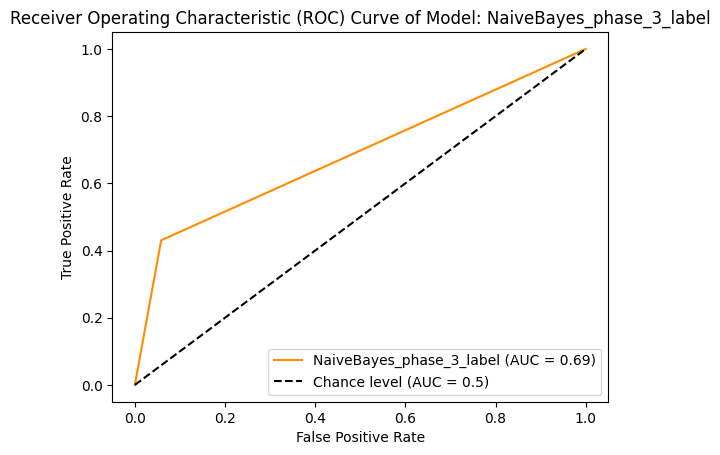 Receiver Operating Characteristic (ROC) Curve of Model: NaiveBayes_phase_3_label
1.0
0.8
0.6
0.4
0.2
0.0
True Positive Rate
NaiveBayes_phase_3_label (AUC = 0.69)
Chance level (AUC = 0.5)
0.0 0.2 0.4 0.6 0.8 1.0
False Positive Rate